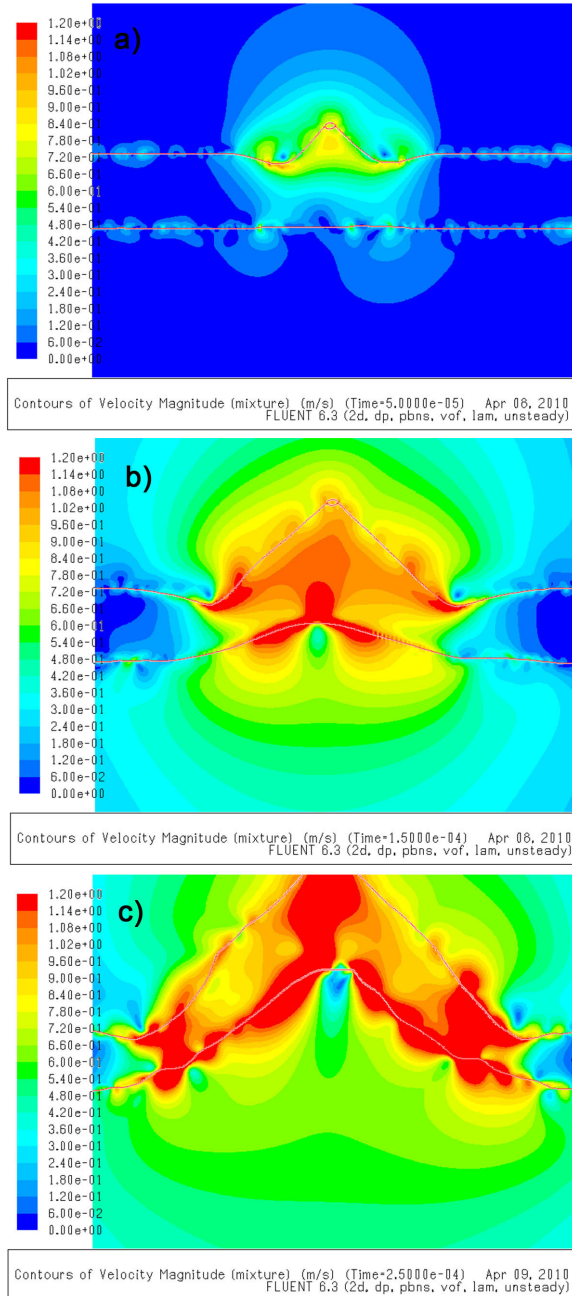 a)
1.20e+00
1.14e+00
1.08e+00
1.02e+00
9.60e-01
9.00e-01
8.40e-01
7.80e-01
7.20e-01
6.60e-01
6.00e-01
5.40e-01
4.80e-01
4.20e-01
3.60e-01
3.00e-01
2.40e-01
1.80e-01
1.20e-01
6.00e-02
0.00e+00
Contours of Velocity Magnitude (mixture) (m/s) (Time=5.0000e-05) Apr 08, 2010
FLUENT 6.3 (2d, dp, pbns, vof, lam, unsteady)
b)
1.20e+00
1.14e+00
1.08e+00
1.02e+00
9.60e-01
9.00e-01
8.40e-01
7.80e-01
7.20e-01
6.60e-01
6.00e-01
5.40e-01
4.80e-01
4.20e-01
3.60e-01
3.00e-01
2.40e-01
1.80e-01
1.20e-01
6.00e-02
0.00e+00
Contours of Velocity Magnitude (mixture) (m/s) (Time=1.5000e-04) Apr 08, 2010
FLUENT 6.3 (2d, dp, pbns, vof, lam, unsteady)
c)
1.20e+00
1.14e+00
1.08e+00
1.02e+00
9.60e-01
9.00e-01
8.40e-01
7.80e-01
7.20e-01
6.60e-01
6.00e-01
5.40e-01
4.80e-01
4.20e-01
3.60e-01
3.00e-01
2.40e-01
1.80e-01
1.20e-01
6.00e-02
0.00e+00
Contours of Velocity Magnitude (mixture) (m/s) (Time=2.5000e-04) Apr 09, 2010
FLUENT 6.3 (2d, dp, pbns, vof, lam, unsteady)